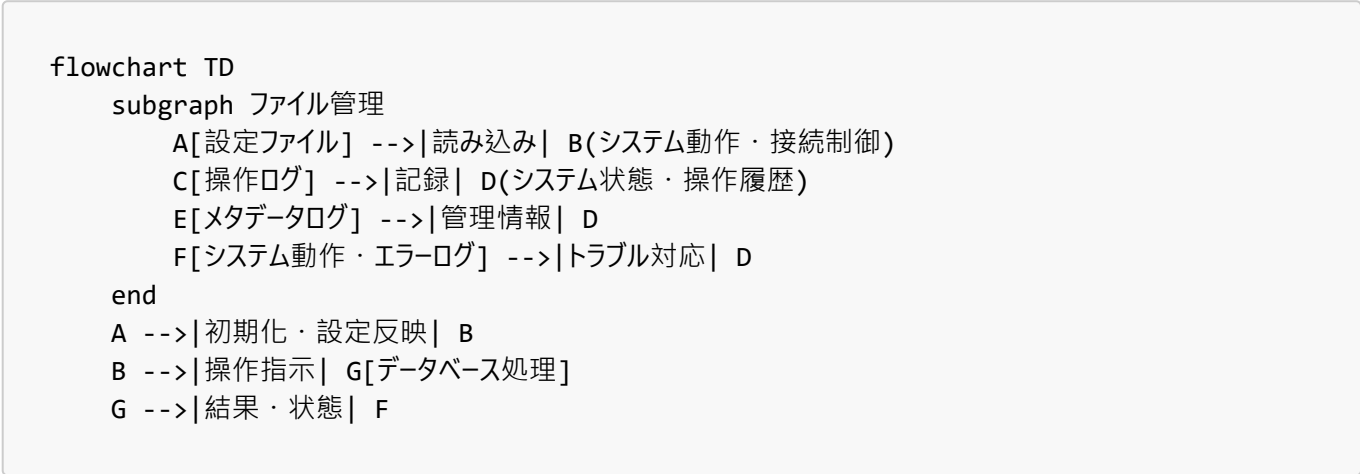 flowchart TD
    subgraph ファイル管理
        A[設定ファイル] -->|読み込み| B(システム動作・接続制御)
        C[操作ログ] -->|記録| D(システム状態・操作履歴)
        E[メタデータログ] -->|管理情報| D
        F[システム動作・エラーログ] -->|トラブル対応| D
    end
    A -->|初期化・設定反映| B
    B -->|操作指示| G[データベース処理]
    G -->|結果・状態| F